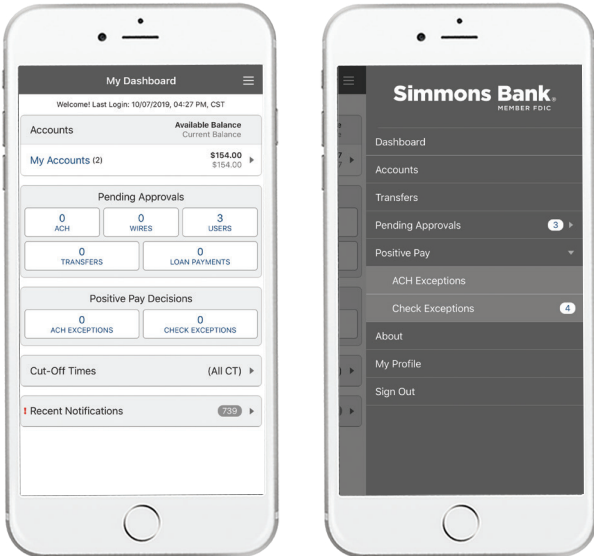 My Dashboard
Welcome! Last Login: 10/07/2019, 04:27 PM, CST
Accounts
Available Balance
Current Balance
My Accounts (2)
$154.00
$154.00
Pending Approvals
0
ACH
0
WIRES
3
USERS
0
TRANSFERS
0
LOAN PAYMENTS
Positive Pay Decisions
0
ACH EXCEPTIONS
0
CHECK EXCEPTIONS
Cut-Off Times
(All CT)
! Recent Notifications
739
Simmons Bank®
MEMBER FDIC
Dashboard
Accounts
Transfers
Pending Approvals
3
Positive Pay
ACH Exceptions
Check Exceptions
4
About
My Profile
Sign Out